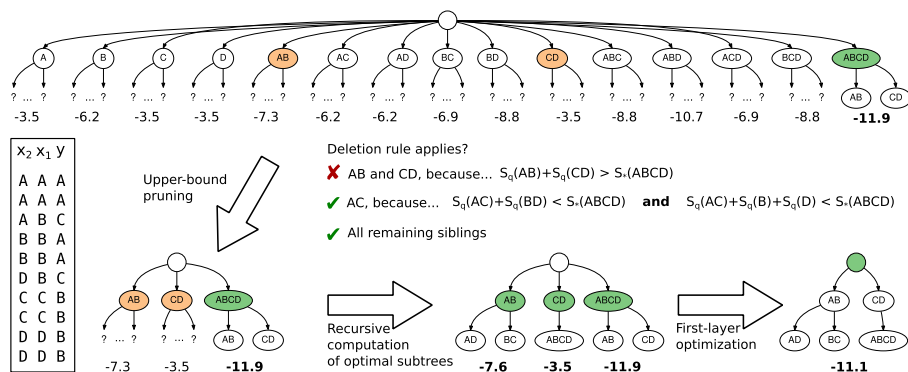 A B C D AB AC AD BC BD CD ABC ABD ACD BCD ABCD
? ... ? ? ... ? ? ... ? ? ... ? ? ... ? ? ... ? ? ... ? ? ... ? ? ... ? ? ... ? ? ... ? ? ... ? ? ... ? ? ... ? AB CD
-3.5 -6.2 -3.5 -3.5 -7.3 -6.2 -6.2 -6.9 -8.8 -3.5 -8.8 -10.7 -6.9 -8.8 -11.9
x₂ x₁ y
A A A
A A A
A B C
B B A
B B A
D B C
C C B
C C B
D D B
D D B
Upper-bound
pruning
Deletion rule applies?
✘ AB and CD, because... Sq(AB)+Sq(CD) > S*(ABCD)
✔ AC, because... Sq(AC)+Sq(BD) < S*(ABCD) and Sq(AC)+Sq(B)+Sq(D) < S*(ABCD)
✔ All remaining siblings
AB CD ABCD
? ... ? ? ... ? AB CD
-7.3 -3.5 -11.9
Recursive
computation
of optimal subtrees
AB CD ABCD
AD BC ABCD AB CD
-7.6 -3.5 -11.9
First-layer
optimization
AB CD
AD BC ABCD
-11.1